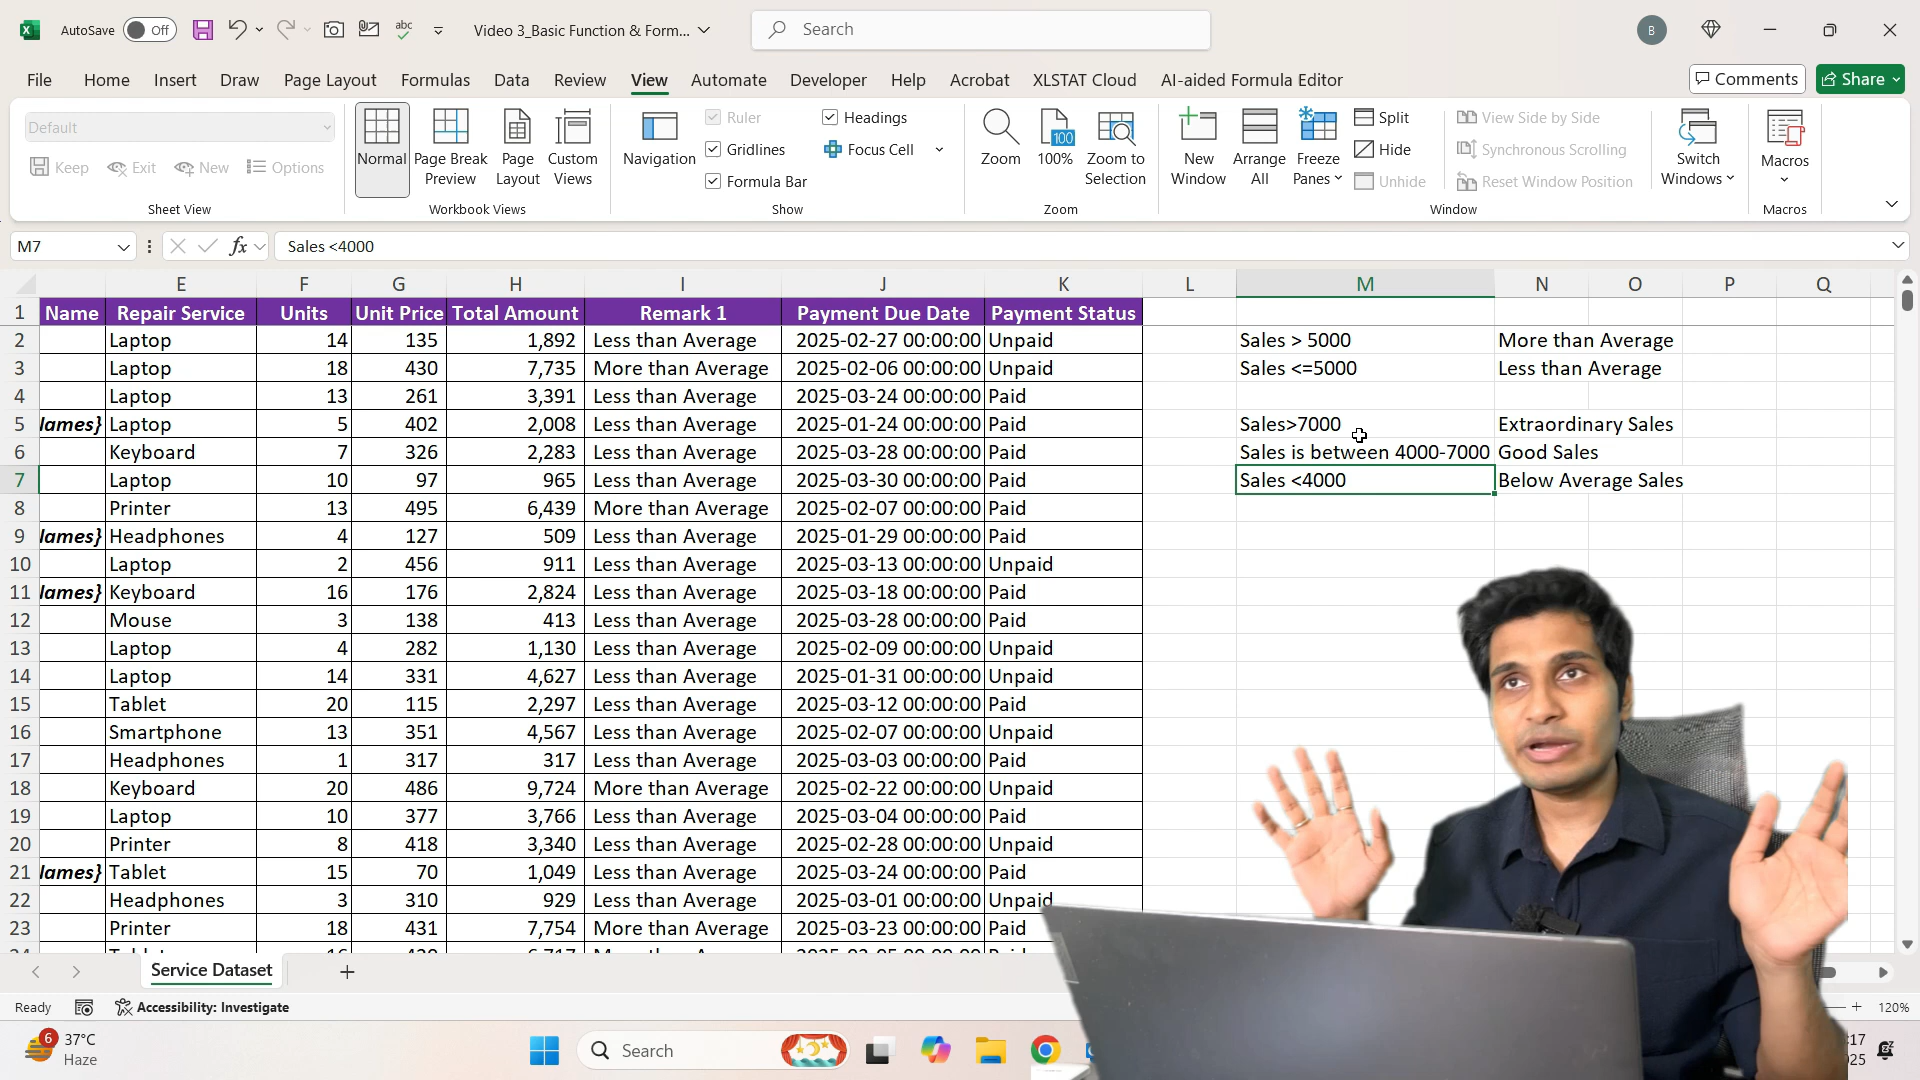 AutoSave Off abc Video 3_Basic Function & Form... Search B
File Home Insert Draw Page Layout Formulas Data Review View Automate Developer Help Acrobat XLSTAT Cloud AI-aided Formula Editor Comments Share
Default
Keep Exit New Options
Sheet View
Normal Page Break Preview Page Layout Custom Views
Workbook Views
Navigation Ruler Gridlines Formula Bar Headings Focus Cell
Show
Zoom 100 100% Zoom to Selection
Zoom
New Window Arrange All Freeze Panes Split Hide Unhide View Side by Side Synchronous Scrolling Reset Window Position Switch Windows
Window
Macros
Macros
M7 fx Sales <4000
E F G H I J K L M N O P Q
1 Name Repair Service Units Unit Price Total Amount Remark 1 Payment Due Date Payment Status
2 Laptop 14 135 1,892 Less than Average 2025-02-27 00:00:00 Unpaid Sales > 5000 More than Average
3 Laptop 18 430 7,735 More than Average 2025-02-06 00:00:00 Unpaid Sales <=5000 Less than Average
4 Laptop 13 261 3,391 Less than Average 2025-03-24 00:00:00 Paid
5 lames} Laptop 5 402 2,008 Less than Average 2025-01-24 00:00:00 Paid Sales>7000 Extraordinary Sales
6 Keyboard 7 326 2,283 Less than Average 2025-03-28 00:00:00 Paid Sales is between 4000-7000 Good Sales
7 Laptop 10 97 965 Less than Average 2025-03-30 00:00:00 Paid Sales <4000 Below Average Sales
8 Printer 13 495 6,439 More than Average 2025-02-07 00:00:00 Paid
9 lames} Headphones 4 127 509 Less than Average 2025-01-29 00:00:00 Paid
10 Laptop 2 456 911 Less than Average 2025-03-13 00:00:00 Unpaid
11 lames} Keyboard 16 176 2,824 Less than Average 2025-03-18 00:00:00 Paid
12 Mouse 3 138 413 Less than Average 2025-03-28 00:00:00 Paid
13 Laptop 4 282 1,130 Less than Average 2025-02-09 00:00:00 Unpaid
14 Laptop 14 331 4,627 Less than Average 2025-01-31 00:00:00 Unpaid
15 Tablet 20 115 2,297 Less than Average 2025-03-12 00:00:00 Paid
16 Smartphone 13 351 4,567 Less than Average 2025-02-07 00:00:00 Unpaid
17 Headphones 1 317 317 Less than Average 2025-03-03 00:00:00 Paid
18 Keyboard 20 486 9,724 More than Average 2025-02-22 00:00:00 Unpaid
19 Laptop 10 377 3,766 Less than Average 2025-03-04 00:00:00 Paid
20 Printer 8 418 3,340 Less than Average 2025-02-28 00:00:00 Unpaid
21 lames} Tablet 15 70 1,049 Less than Average 2025-03-24 00:00:00 Paid
22 Headphones 3 310 929 Less than Average 2025-03-01 00:00:00 Unpaid
23 Printer 18 431 7,754 More than Average 2025-03-23 00:00:00 Paid
Service Dataset
Ready Accessibility: Investigate 120%
6 37°C Search :17
Haze 025